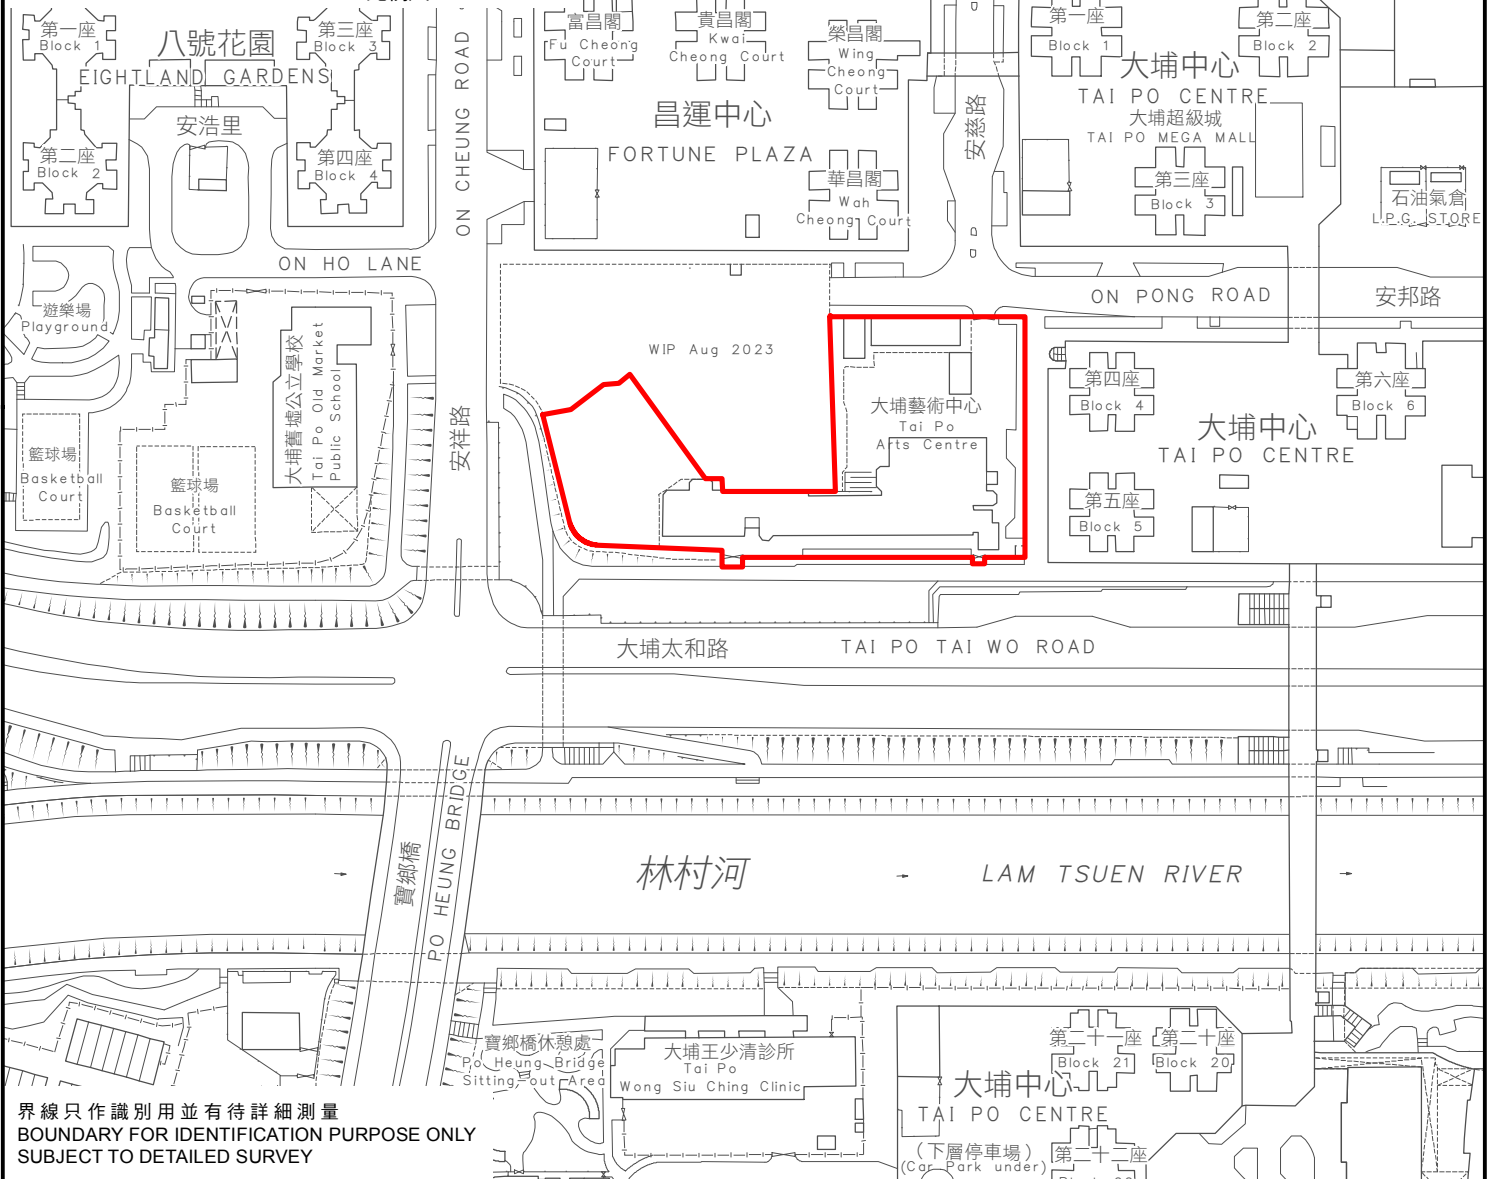 第一座
Block 1
八號花園
EIGHTLAND GARDENS
第三座
Block 3
安浩里
第二座
Block 2
第四座
Block 4
ON CHEUNG ROAD
富昌閣
Fu Cheong
Court
貴昌閣
Kwai
Cheong Court
榮昌閣
Wing
Cheong
Court
昌運中心
FORTUNE PLAZA
華昌閣
Wah
Cheong Court
安慈路
第一座
Block 1
第二座
Block 2
大埔中心
TAI PO CENTRE
大埔超級城
TAI PO MEGA MALL
第三座
Block 3
石油氣倉
L.P.G. STORE
ON HO LANE
ON PONG ROAD
安邦路
遊樂場
Playground
大埔舊墟公立學校
Tai Po Old Market
Public School
WIP Aug 2023
大埔藝術中心
Tai Po
Arts Centre
第四座
Block 4
第六座
Block 6
大埔中心
TAI PO CENTRE
第五座
Block 5
籃球場
Basketball
Court
籃球場
Basketball
Court
安祥路
大埔太和路
TAI PO TAI WO ROAD
寶鄉橋
PO HEUNG BRIDGE
林村河
LAM TSUEN RIVER
寶鄉橋休憩處
Po Heung Bridge
Sitting-out Area
大埔王少清診所
Tai Po
Wong Siu Ching Clinic
第二十一座
Block 21
第二十座
Block 20
大埔中心
TAI PO CENTRE
(下層停車場)
(Car Park under)
第二十二座
界線只作識別用並有待詳細測量
BOUNDARY FOR IDENTIFICATION PURPOSE ONLY
SUBJECT TO DETAILED SURVEY